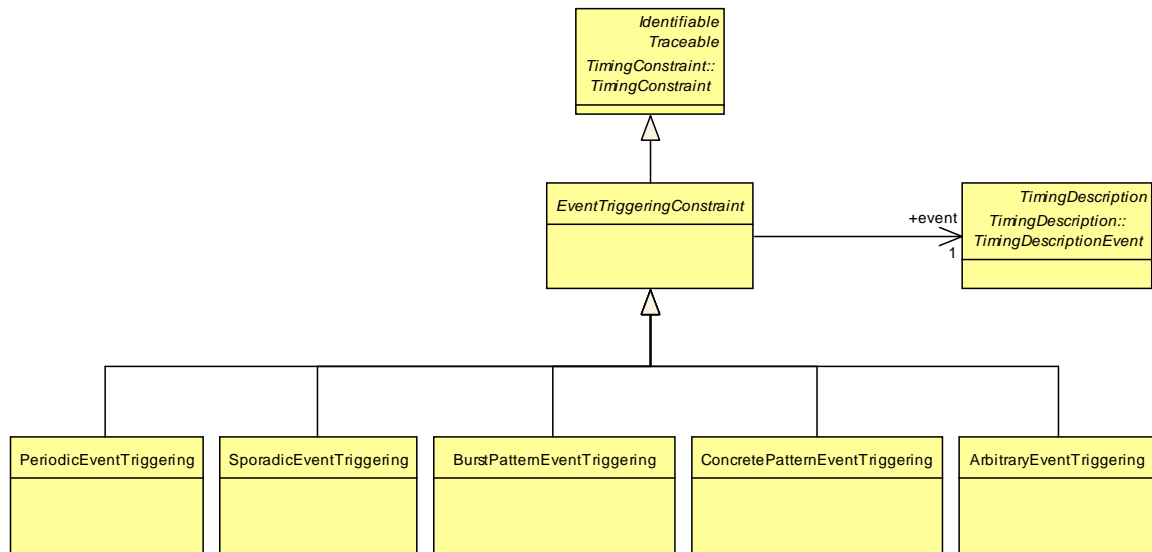 Identifiable
Traceable
TimingConstraint::
TimingConstraint
EventTriggeringConstraint
+event
1
TimingDescription
TimingDescription::
TimingDescriptionEvent
PeriodicEventTriggering
SporadicEventTriggering
BurstPatternEventTriggering
ConcretePatternEventTriggering
ArbitraryEventTriggering